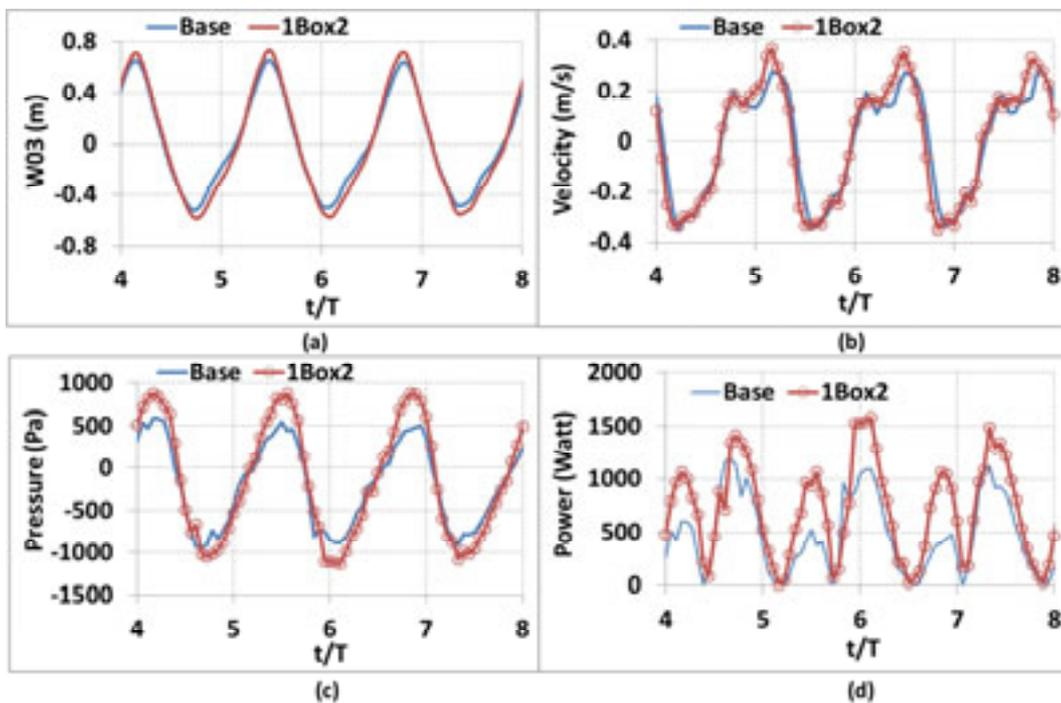 Base 1Box2
0.8
0.4
0
-0.4
-0.8
W03 (m)
4 5 6 7 8
t/T
(a)
Base 1Box2
0.4
0.2
0
-0.2
-0.4
Velocity (m/s)
4 5 6 7 8
t/T
(b)
Base 1Box2
1000
500
0
-500
-1000
-1500
Pressure (Pa)
4 5 6 7 8
t/T
(c)
2000
Base 1Box2
1500
1000
500
0
Power (Watt)
4 5 6 7 8
t/T
(d)